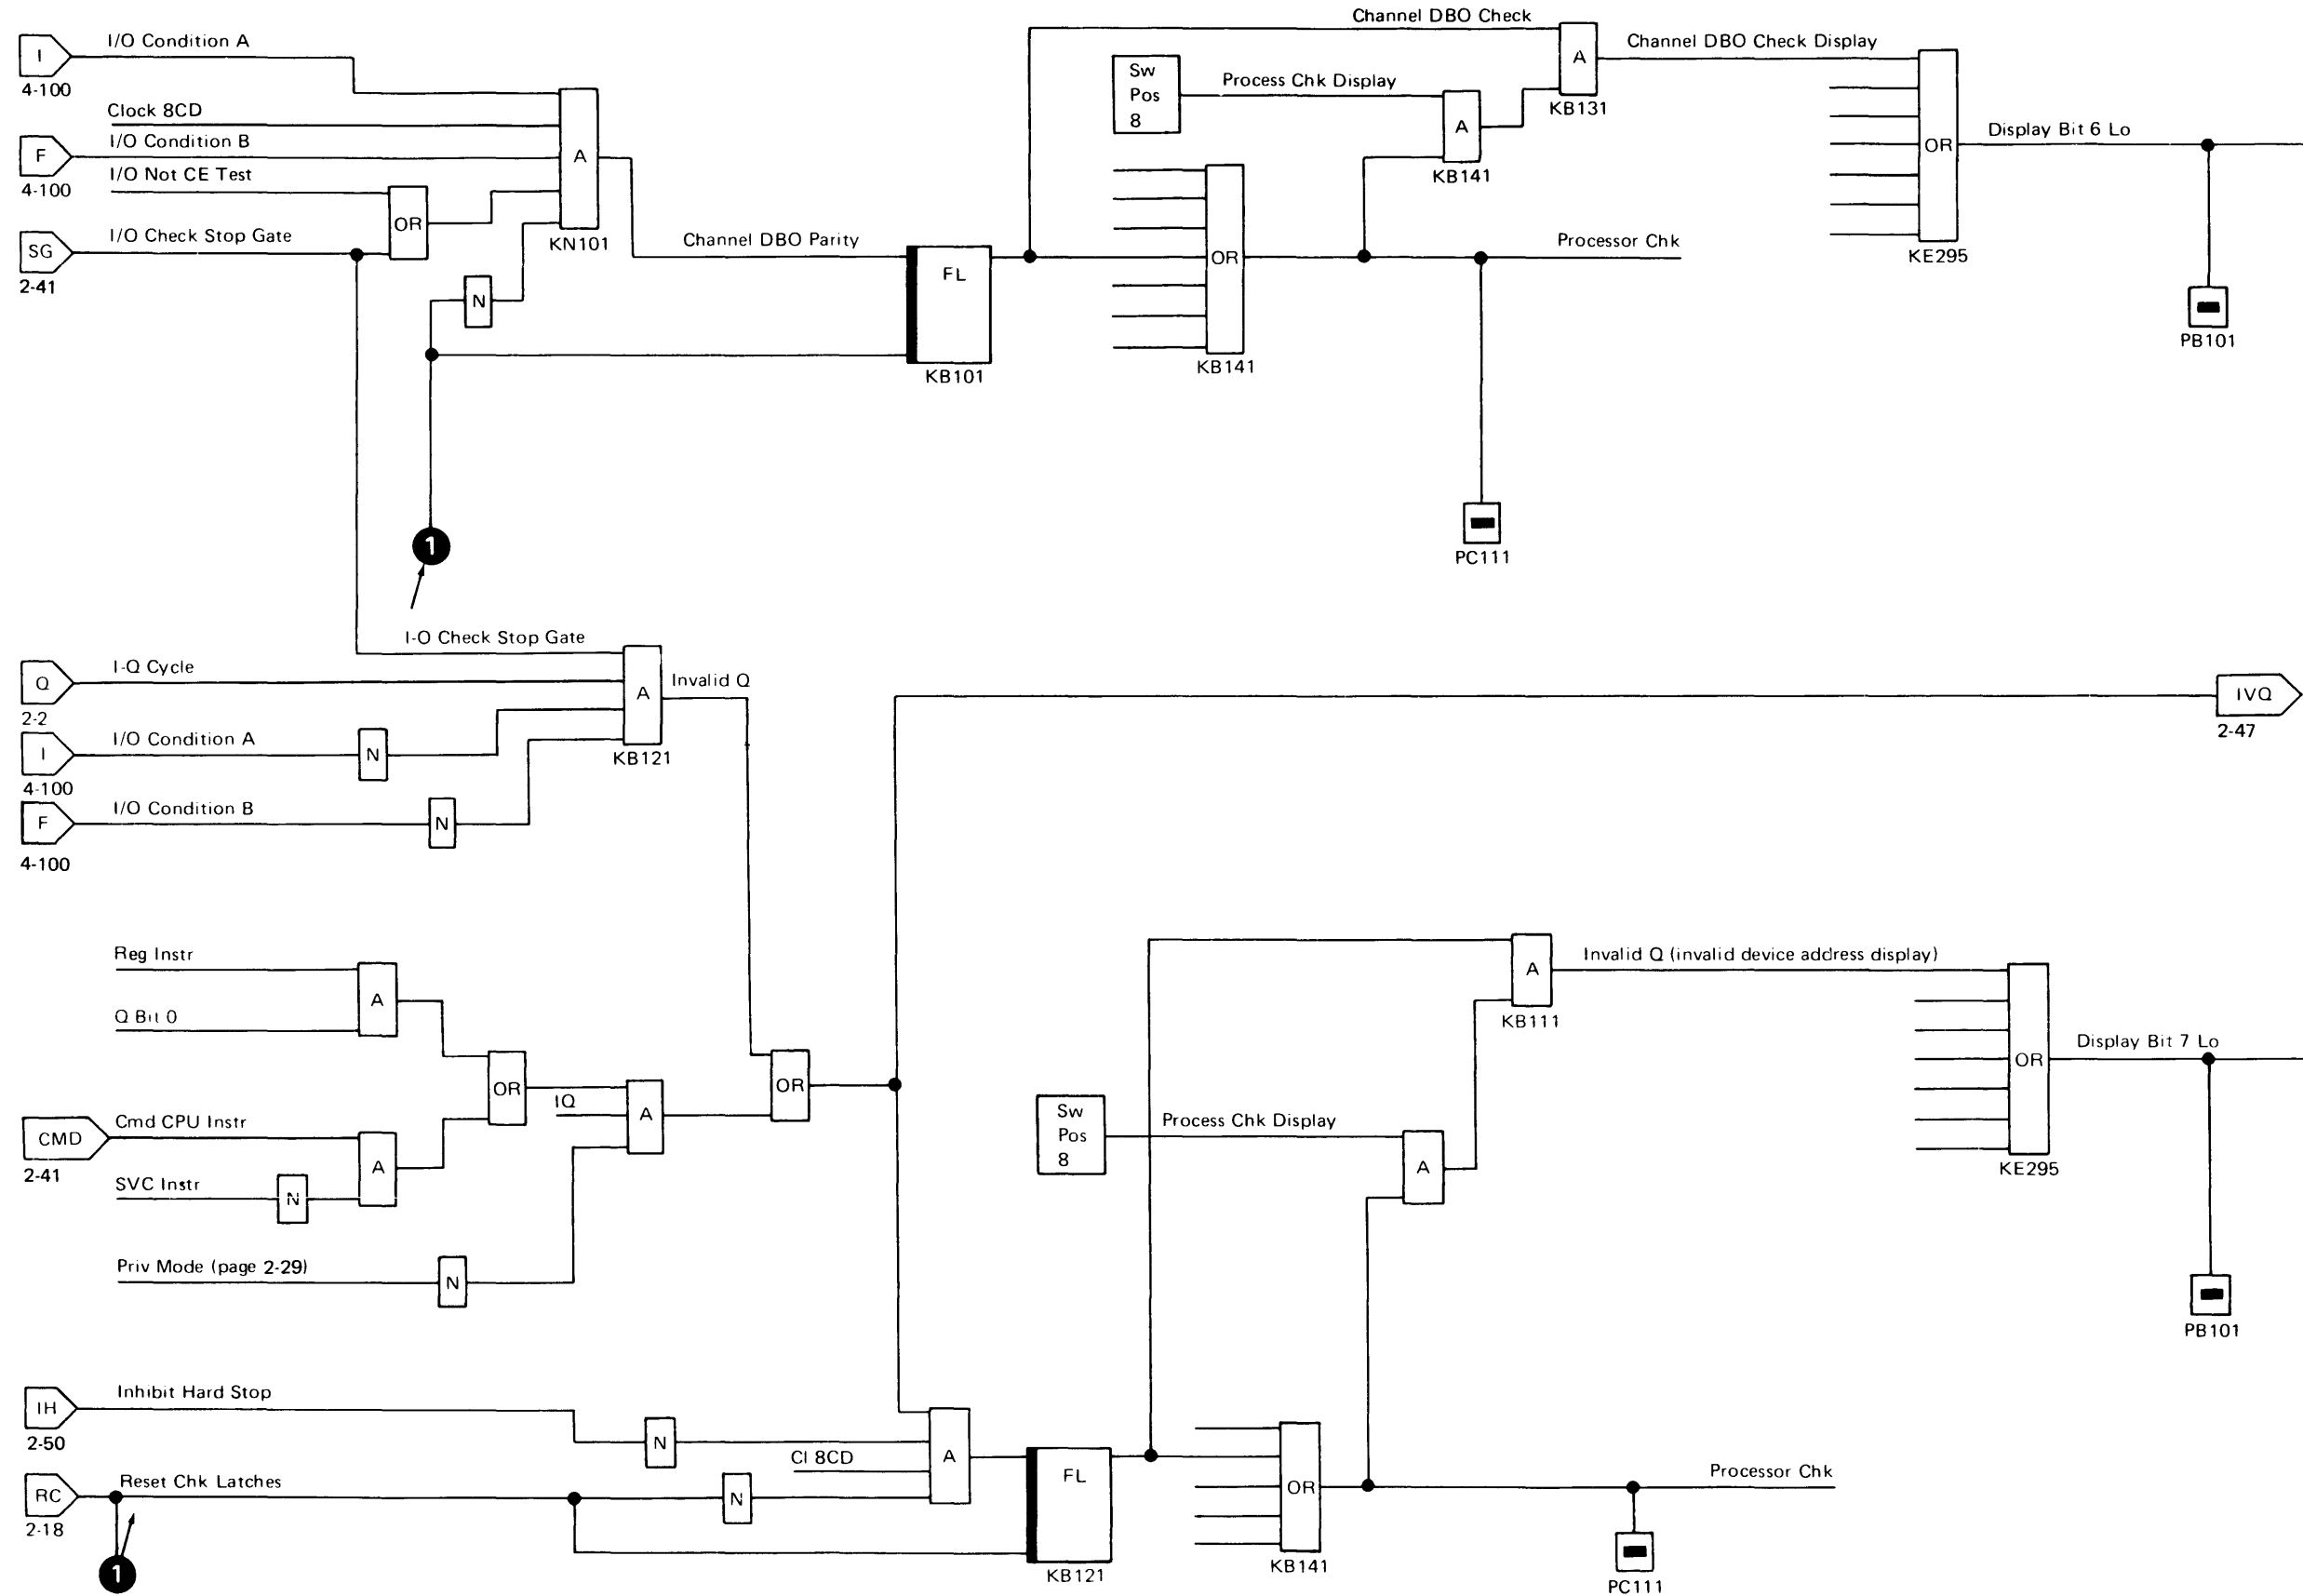 Channel DBO Check
I/O Condition A
I
4-100
Channel DBO Check Display
A
KB131
Sw
Pos
8
Process Chk Display
A
KB141
Clock 8CD
I/O Condition B
F
4-100
A
KN101
I/O Not CE Test
OR
I/O Check Stop Gate
SG
2-41
N
Channel DBO Parity
FL
KB101
OR
KB141
Processor Chk
OR
KE295
Display Bit 6 Lo
PB101
1
PC111
I-O Check Stop Gate
I-Q Cycle
Q
2-2
A
KB121
Invalid Q
IVQ
2-47
I/O Condition A
I
4-100
N
I/O Condition B
F
4-100
N
Reg Instr
A
Q Bit 0
OR
IQ
A
OR
Cmd CPU Instr
CMD
2-41
A
SVC Instr
N
Priv Mode (page 2-29)
N
A
KB111
Invalid Q (invalid device address display)
OR
KE295
Display Bit 7 Lo
PB101
Sw
Pos
8
Process Chk Display
A
Inhibit Hard Stop
IH
2-50
N
Cl 8CD
A
Reset Chk Latches
RC
2-18
N
1
FL
KB121
OR
KB141
Processor Chk
PC111